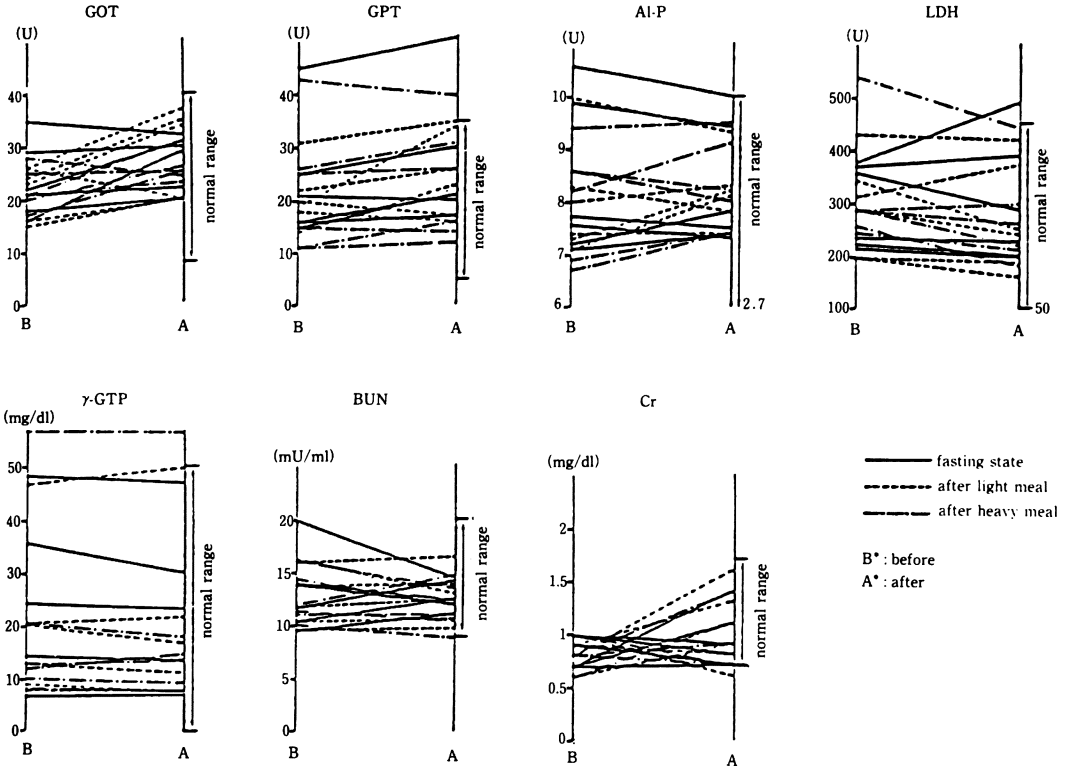 GOT
(U)
40
30
20
10
0
B
A
normal range
GPT
(U)
40
30
20
10
0
B
A
normal range
Al-P
(U)
10
9
8
7
6
B
A
2.7
normal range
LDH
(U)
500
400
300
200
100
B
A
50
normal range
γ-GTP
(mg/dl)
50
40
30
20
10
0
B
A
normal range
BUN
(mU/ml)
20
15
10
5
0
B
A
normal range
Cr
(mg/dl)
2
1.5
1
0.5
0
B
A
normal range
fasting state
after light meal
after heavy meal
B*: before
A*: after